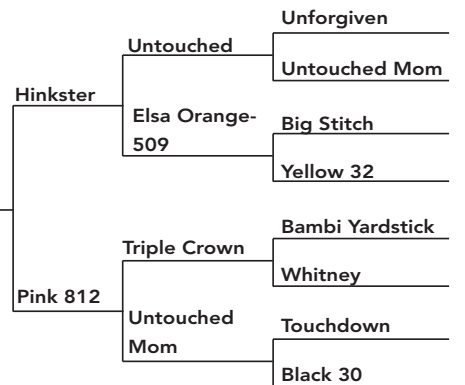 Unforgiven
Untouched
Untouched Mom
Hinkster
Elsa Orange-
509
Big Stitch
Yellow 32
Bambi Yardstick
Triple Crown
Whitney
Pink 812
Untouched
Mom
Touchdown
Black 30